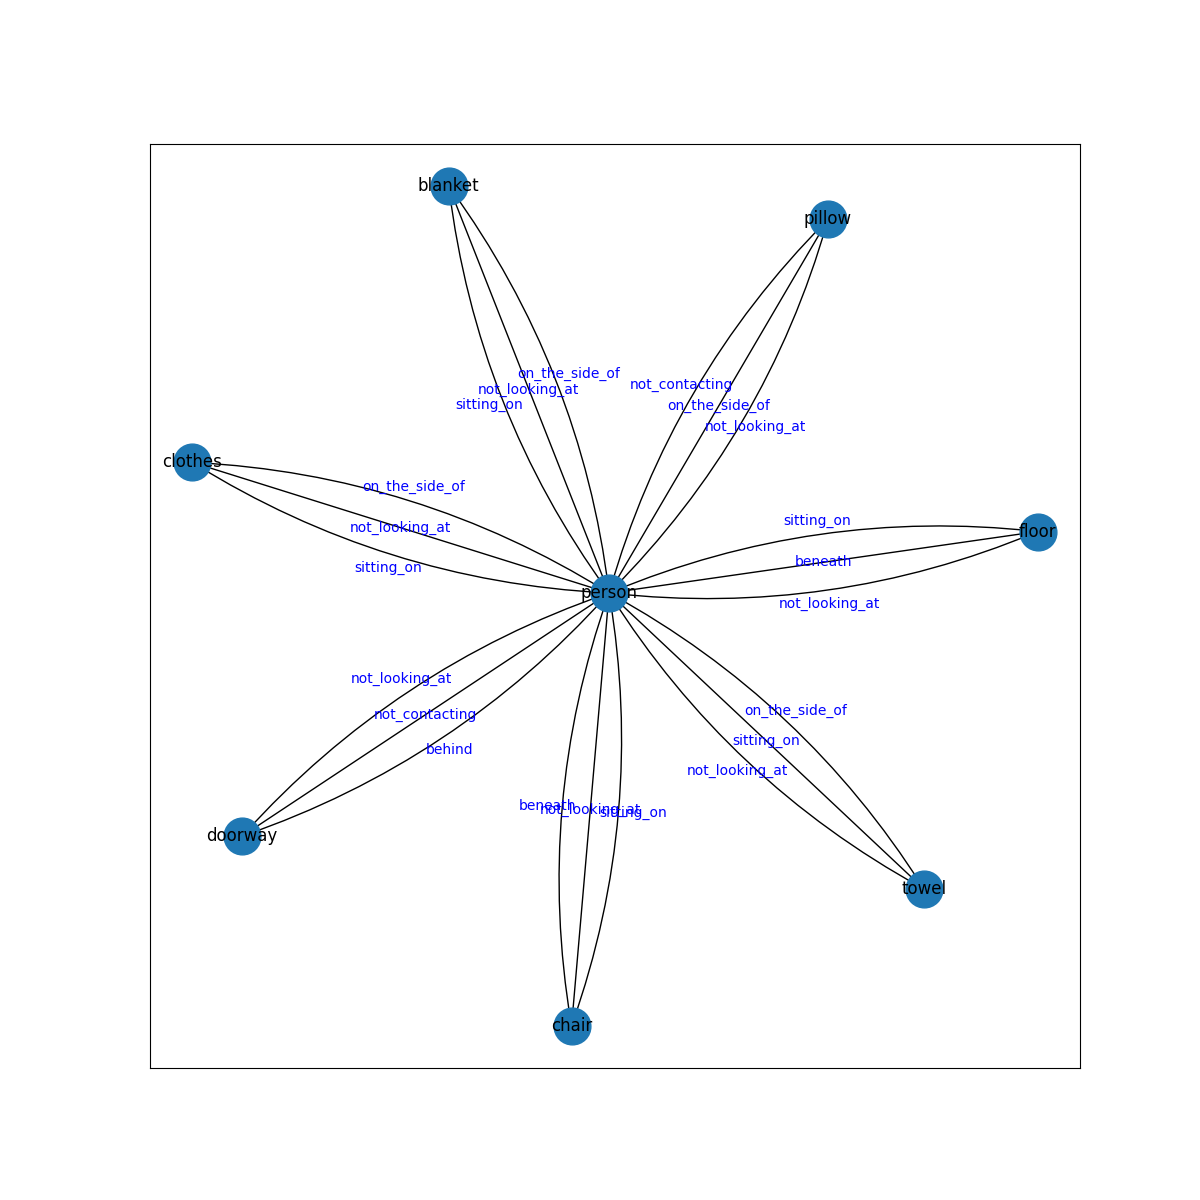 blanket
pillow
on_the_side_of
not_looking_at
sitting_on
not_contacting
on_the_side_of
not_looking_at
clothes
on_the_side_of
not_looking_at
sitting_on
sitting_on
beneath
not_looking_at
floor
person
not_looking_at
not_contacting
behind
doorway
on_the_side_of
sitting_on
not_looking_at
towel
beneath
not_looking_at
sitting_on
chair